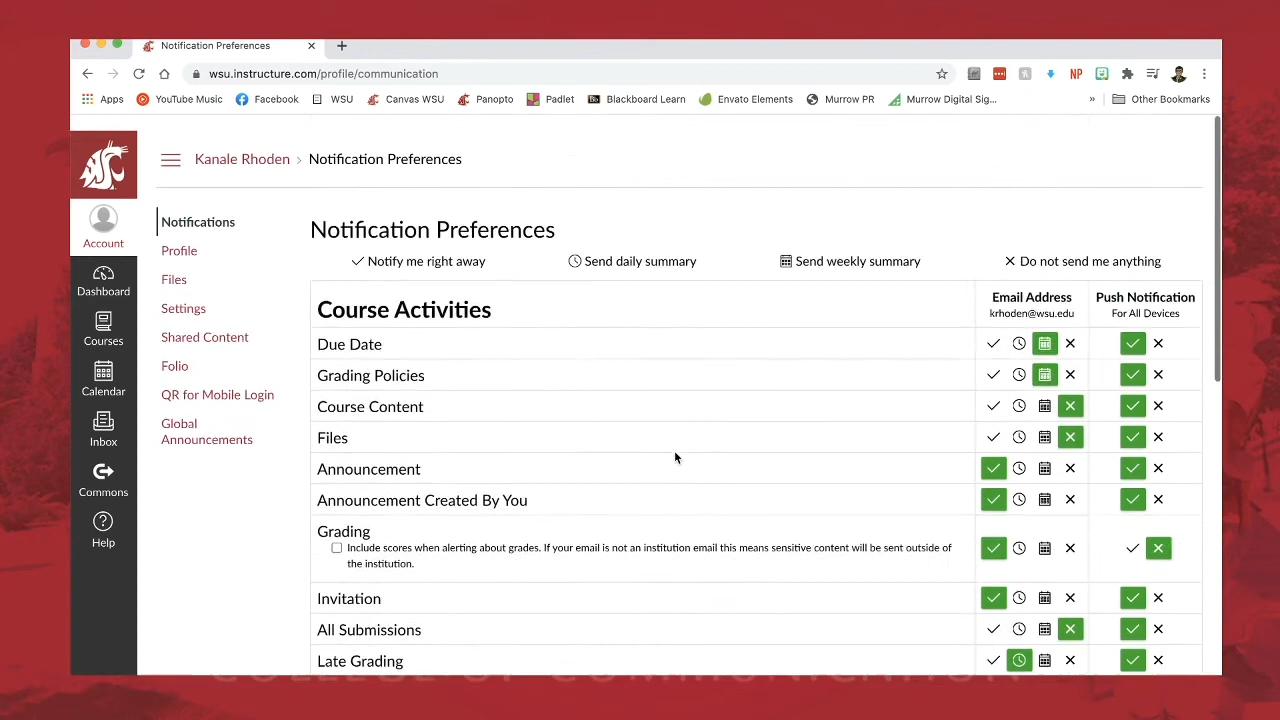 Notification Preferences
wsu.instructure.com/profile/communication
NP
Apps YouTube Music Facebook WSU Canvas WSU Panopto Padlet Blackboard Learn Envato Elements Murrow PR Murrow Digital Sig... » Other Bookmarks
Kanale Rhoden > Notification Preferences
Account
Dashboard
Courses
Calendar
Inbox
Commons
Help
Notifications
Profile
Files
Settings
Shared Content
Folio
QR for Mobile Login
Global
Announcements
Notification Preferences
Notify me right away Send daily summary Send weekly summary Do not send me anything
Course Activities
Email Address
krhoden@wsu.edu
Push Notification
For All Devices
Due Date
Grading Policies
Course Content
Files
Announcement
Announcement Created By You
Grading
Include scores when alerting about grades. If your email is not an institution email this means sensitive content will be sent outside of
the institution.
Invitation
All Submissions
Late Grading